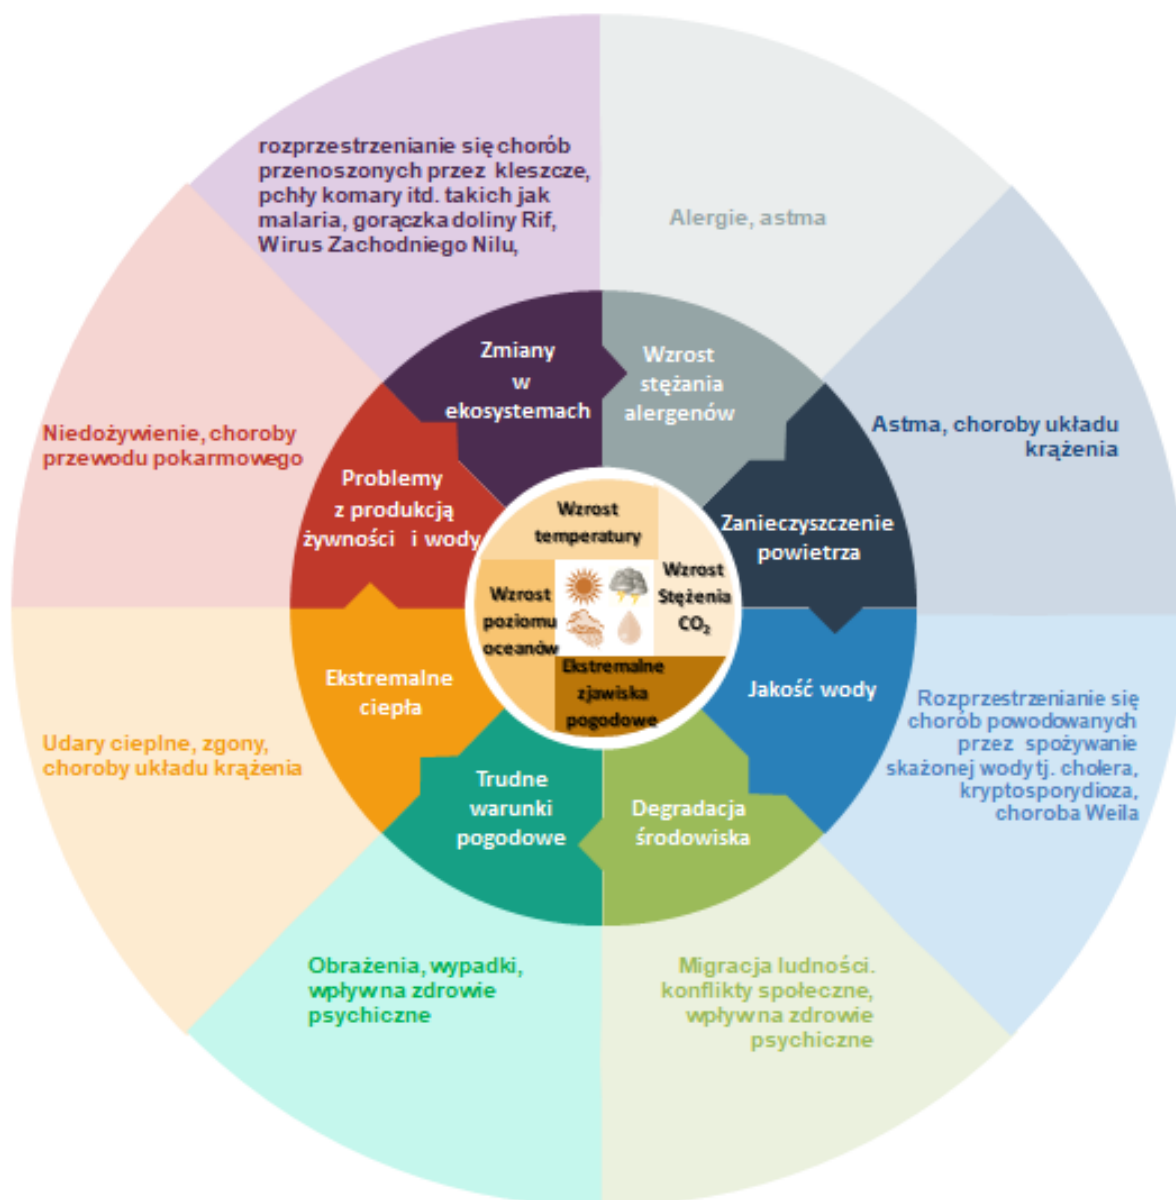 rozprzestrzenianie się chorób
przenoszonych przez kleszcze,
pchły komary itd. takich jak
malaria, gorączka doliny Rif,
Wirus Zachodniego Nilu,
Alergie, astma
Astma, choroby układu
krążenia
Rozprzestrzenianie się
chorób powodowanych
przez spożywanie
skażonej wody tj. cholera,
kryptosporydioza,
choroba Weila
Migracja ludności.
konflikty społeczne,
wpływ na zdrowie
psychiczne
Obrażenia, wypadki,
wpływ na zdrowie
psychiczne
Udary cieplne, zgony,
choroby układu krążenia
Niedożywienie, choroby
przewodu pokarmowego
Zmiany
w
ekosystemach
Wzrost
stężania
alergenów
Zanieczyszczenie
powietrza
Jakość wody
Degradacja
środowiska
Trudne
warunki
pogodowe
Ekstremalne
ciepła
Problemy
z produkcją
żywności i wody
Wzrost
temperatury
Wzrost
Stężenia
CO₂
Ekstremalne
zjawiska
pogodowe
Wzrost
poziomu
oceanów